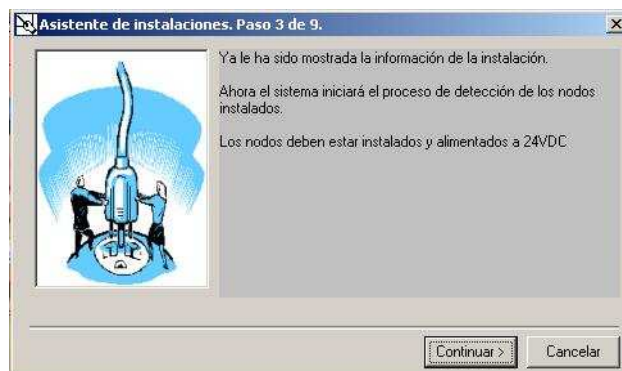 Asistente de instalaciones. Paso 3 de 9.
Ya le ha sido mostrada la información de la instalación.
Ahora el sistema iniciará el proceso de detección de los nodos
instalados.
Los nodos deben estar instalados y alimentados a 24VDC
Continuar >
Cancelar